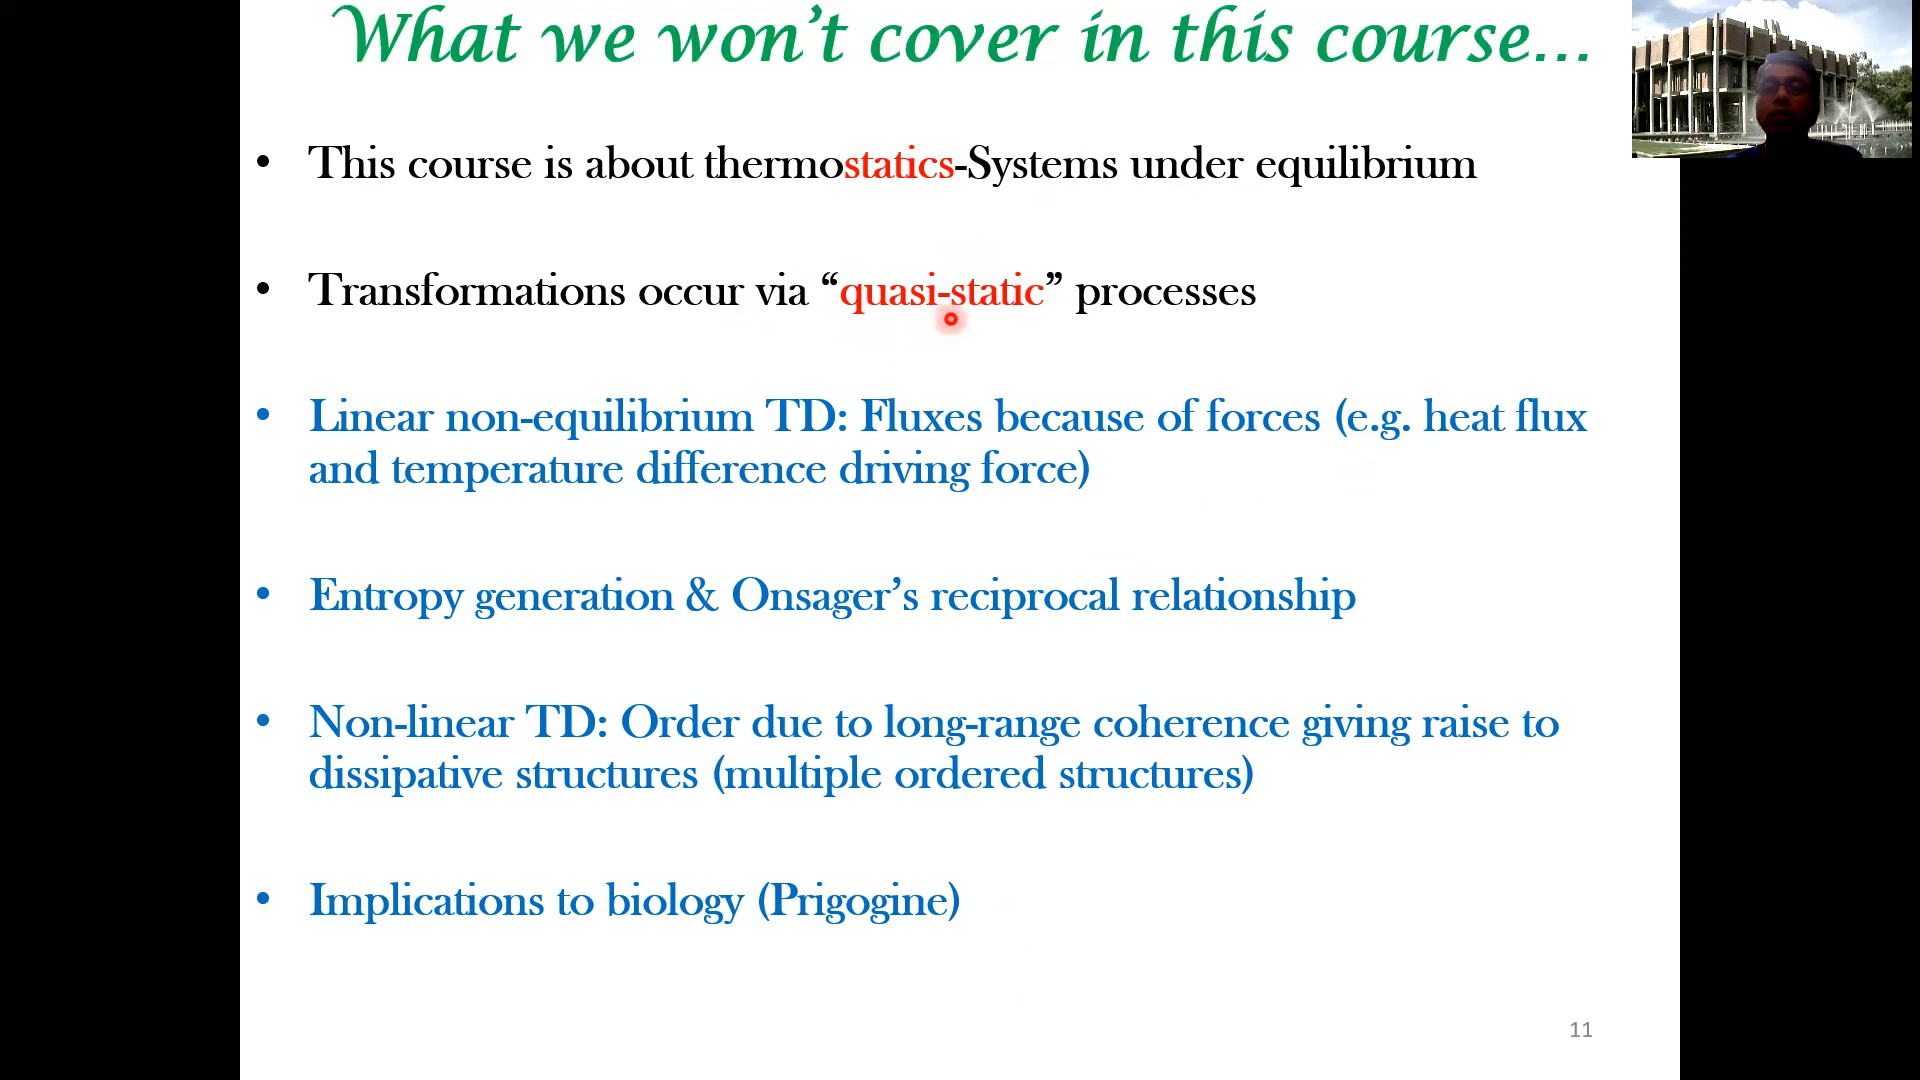 What we won't cover in this course...
• This course is about thermostatics-Systems under equilibrium
• Transformations occur via “quasi-static” processes
• Linear non-equilibrium TD: Fluxes because of forces (e.g. heat flux
and temperature difference driving force)
• Entropy generation & Onsager’s reciprocal relationship
• Non-linear TD: Order due to long-range coherence giving raise to
dissipative structures (multiple ordered structures)
• Implications to biology (Prigogine)
11